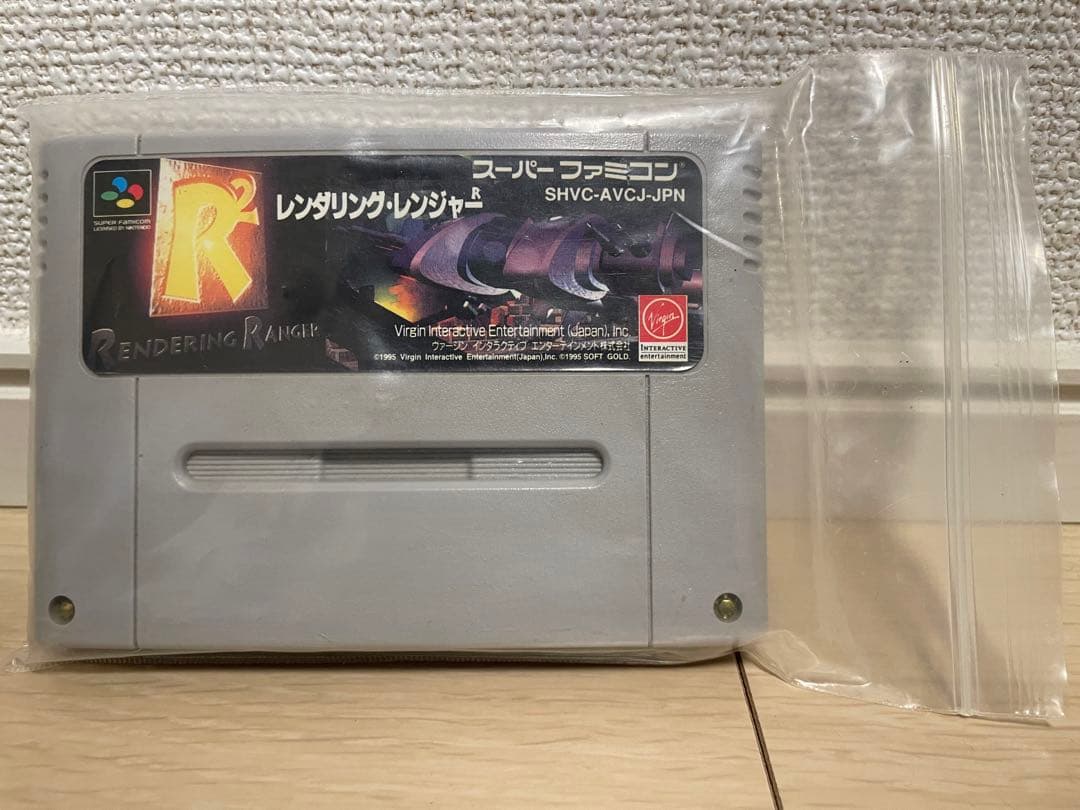 スーパー ファミコン®
SHVC-AVCJ-JPN
R²
レンダリング・レンジャーR
SUPER FAMICOM
LICENSED BY NINTENDO
RENDERING RANGER
Virgin Interactive Entertainment (Japan), Inc.
ヴァージン インタラクティブ エンターテインメント株式会社
©1995 Virgin Interactive Entertainment(Japan),Inc. ©1995 SOFT GOLD.
Virgin
INTERACTIVE
entertainment